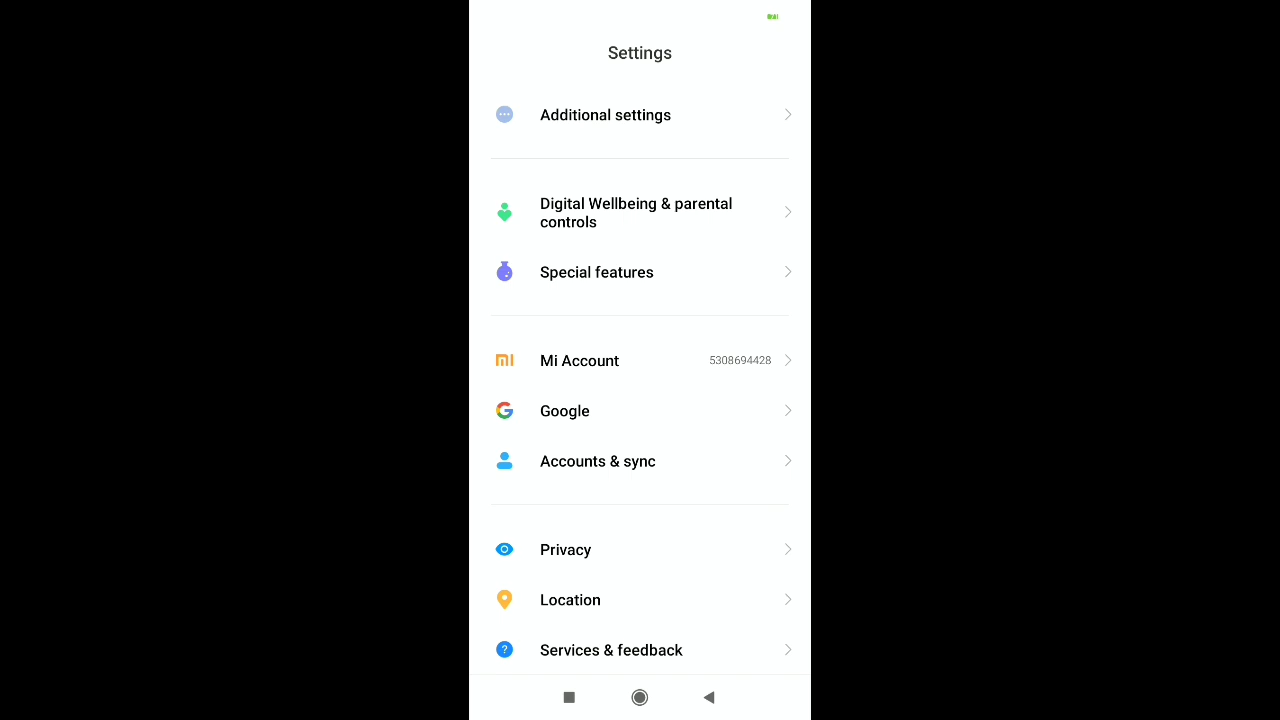 Settings
Additional settings
Digital Wellbeing & parental
controls
Special features
Mi Account 5308694428
Google
Accounts & sync
Privacy
Location
Services & feedback